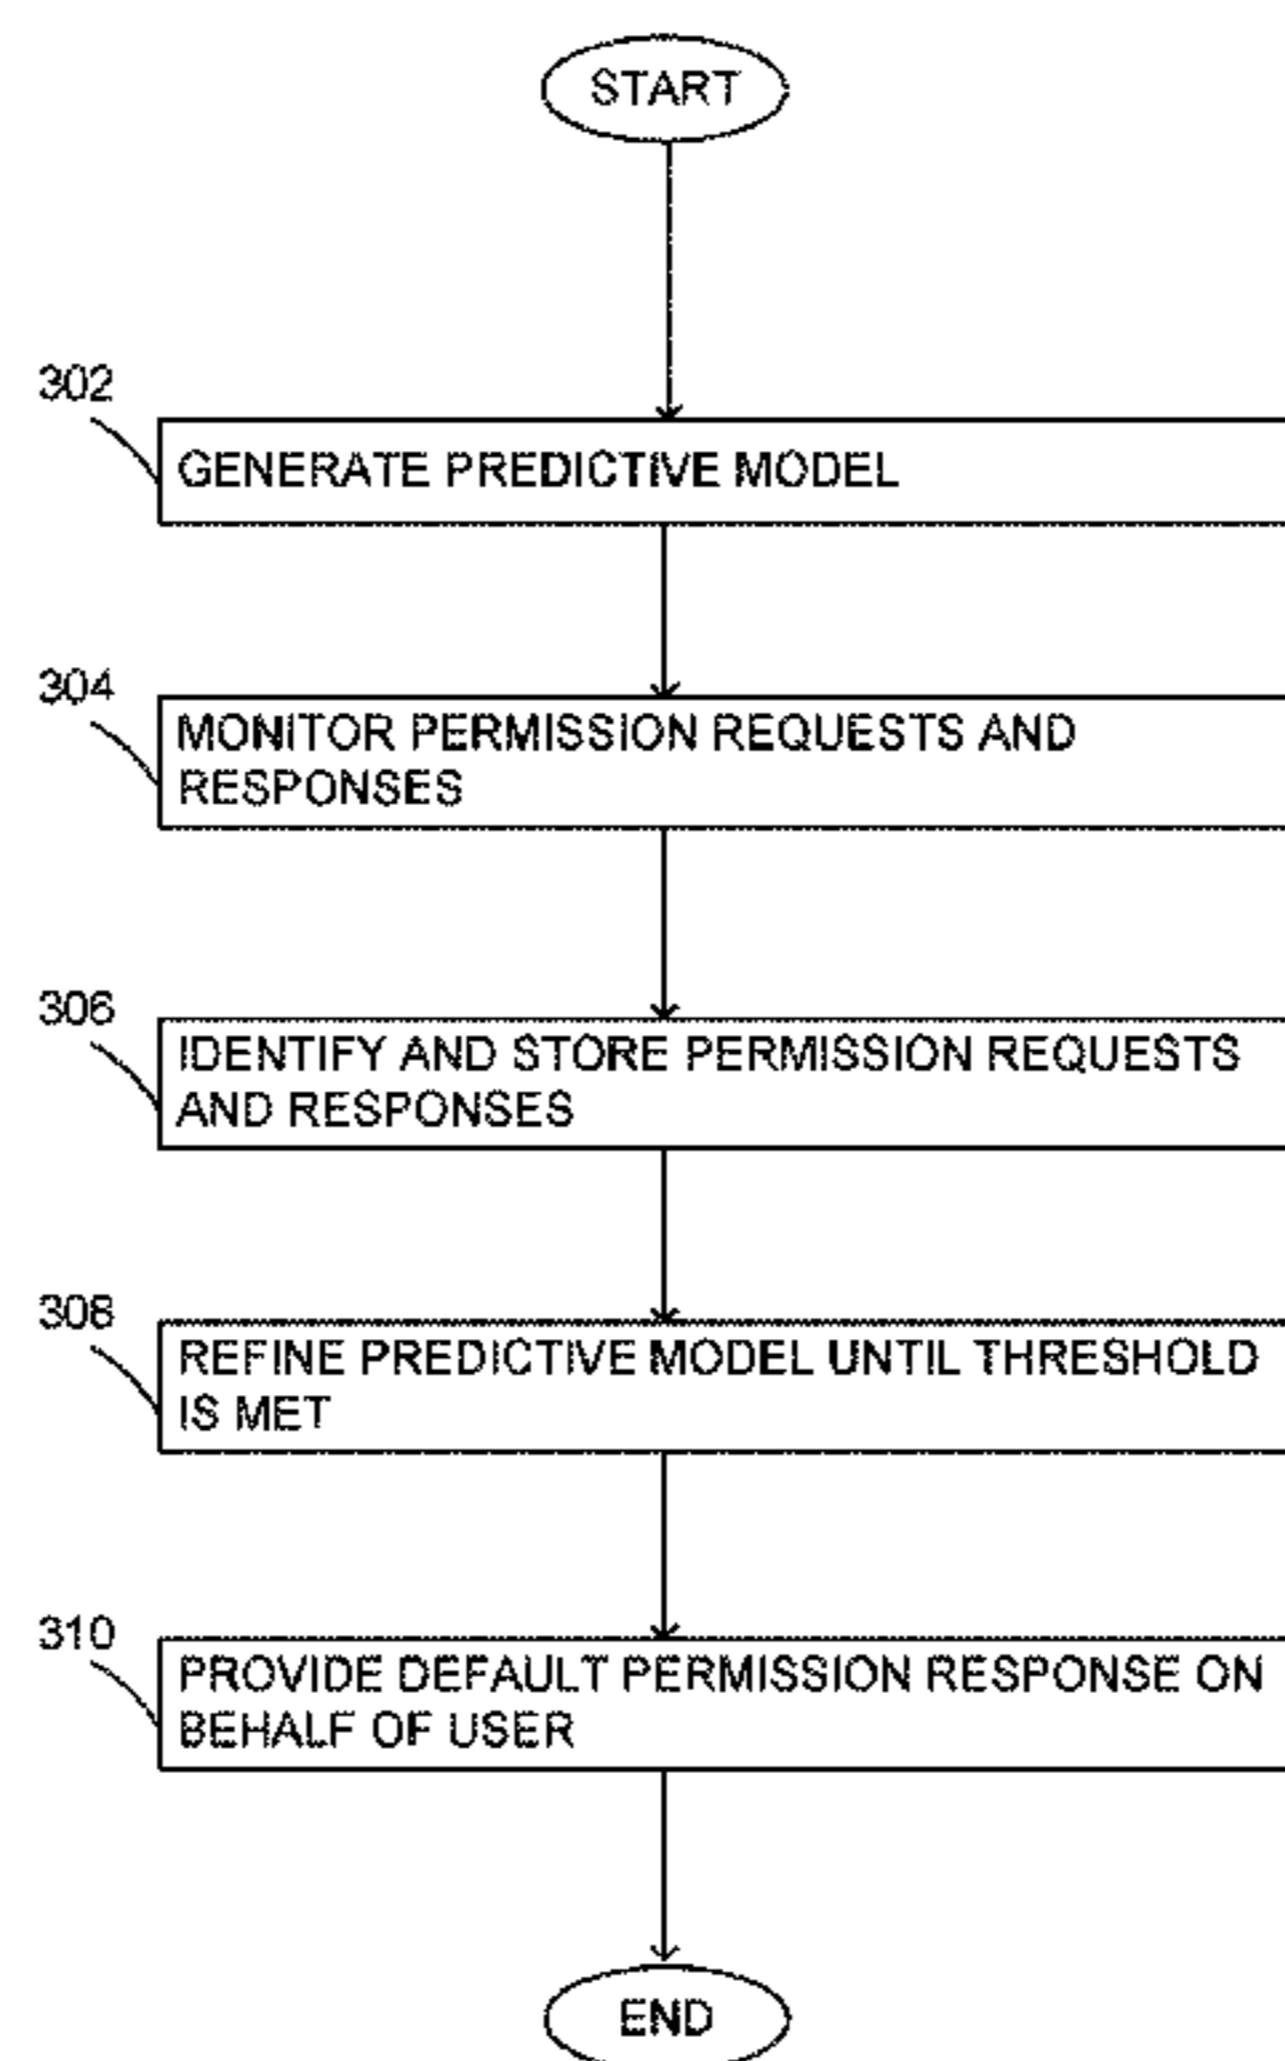 START
302
GENERATE PREDICTIVE MODEL
304
MONITOR PERMISSION REQUESTS AND
RESPONSES
306
IDENTIFY AND STORE PERMISSION REQUESTS
AND RESPONSES
308
REFINE PREDICTIVE MODEL UNTIL THRESHOLD
IS MET
310
PROVIDE DEFAULT PERMISSION RESPONSE ON
BEHALF OF USER
END